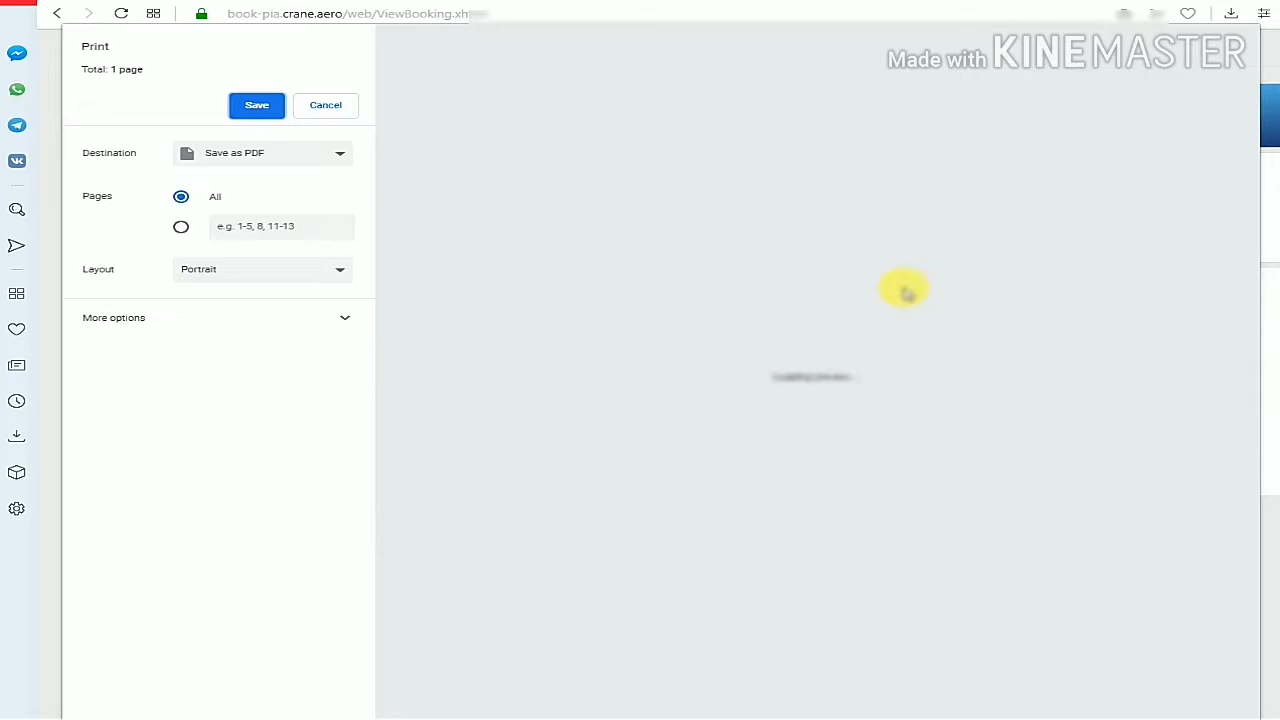 book-pia.crane.aero/web/ViewBooking.xh
Print
Total: 1 page
Made with KINEMASTER
Save
Cancel
Destination
Save as PDF
Pages
All
e.g. 1-5, 8, 11-13
Layout
Portrait
More options